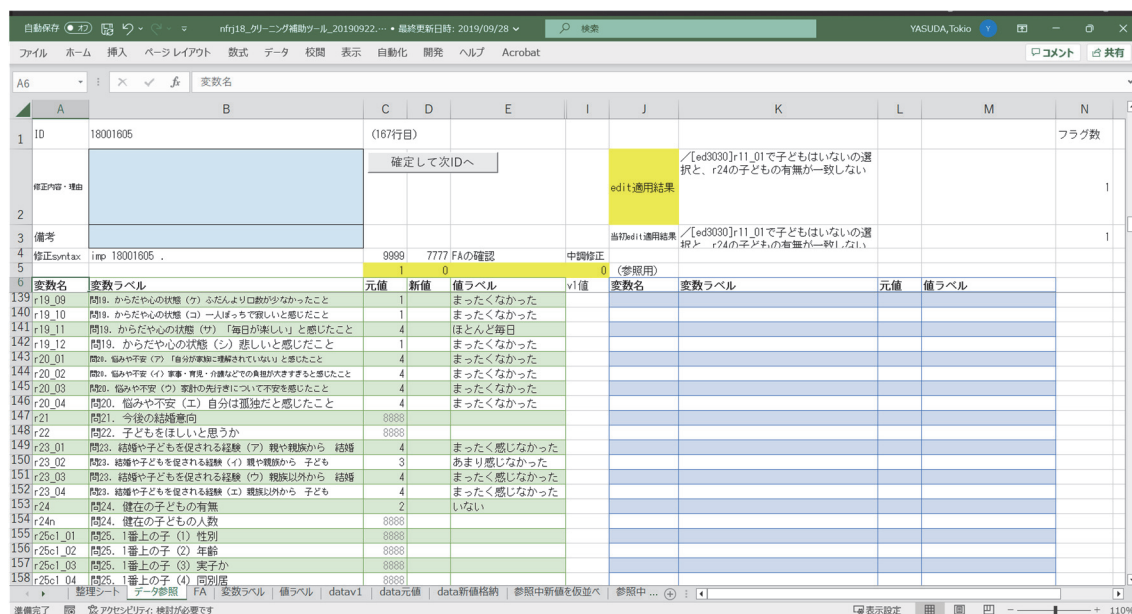 自動保存 オフ nfrj18_クリーニング補助ツール_20190922.… • 最終更新日時: 2019/09/28 検索 YASUDA,Tokio Y
ファイル ホーム 挿入 ページ レイアウト 数式 データ 校閲 表示 自動化 開発 ヘルプ Acrobat コメント 共有
A6 fx 変数名
A B C D E I J K L M N
1 ID 18001605 (167行目) フラグ数
確定して次IDへ
2 修正内容・理由 edit適用結果 ／[ed3030]r11_01で子どもはいないの選
択と、r24の子どもの有無が一致しない 1
3 備考 当初edit適用結果 ／[ed3030]r11_01で子どもはいないの選
択と、r24の子どもの有無が一致しない 1
4 修正syntax imp 18001605 . 9999 7777 FAの確認 中調修正
5 1 0 0 (参照用)
6 変数名 変数ラベル 元値 新値 値ラベル v1値 変数名 変数ラベル 元値 値ラベル
139 r19_09 問19. からだや心の状態（ケ）ふだんより口数が少なかったこと 1 まったくなかった
140 r19_10 問19. からだや心の状態（コ）一人ぼっちで寂しいと感じたこと 1 まったくなかった
141 r19_11 問19. からだや心の状態（サ）「毎日が楽しい」と感じたこと 4 ほとんど毎日
142 r19_12 問19. からだや心の状態（シ）悲しいと感じだこと 1 まったくなかった
143 r20_01 問20. 悩みや不安（ア）「自分が家族に理解されていない」と感じたこと 4 まったくなかった
144 r20_02 問20. 悩みや不安（イ）家事・育児・介護などでの負担が大きすぎると感じたこと 4 まったくなかった
145 r20_03 問20. 悩みや不安（ウ）家計の先行きについて不安を感じたこと 4 まったくなかった
146 r20_04 問20. 悩みや不安（エ）自分は孤独だと感じたこと 4 まったくなかった
147 r21 問21. 今後の結婚意向 8888
148 r22 問22. 子どもをほしいと思うか 8888
149 r23_01 問23. 結婚や子どもを促される経験（ア）親や親族から 結婚 4 まったく感じなかった
150 r23_02 問23. 結婚や子どもを促される経験（イ）親や親族から 子ども 3 あまり感じなかった
151 r23_03 問23. 結婚や子どもを促される経験（ウ）親族以外から 結婚 4 まったく感じなかった
152 r23_04 問23. 結婚や子どもを促される経験（エ）親族以外から 子ども 4 まったく感じなかった
153 r24 問24. 健在の子どもの有無 2 いない
154 r24n 問24. 健在の子どもの人数 8888
155 r25c1_01 問25. 1番上の子（1）性別 8888
156 r25c1_02 問25. 1番上の子（2）年齢 8888
157 r25c1_03 問25. 1番上の子（3）実子か 8888
158 r25c1_04 問25. 1番上の子（4）同別居 8888
整理シート データ参照 FA 変数ラベル 値ラベル datav1 data元値 data新値格納 参照中新値を仮並べ 参照中 …
準備完了 アクセシビリティ: 検討が必要です 表示設定 110%